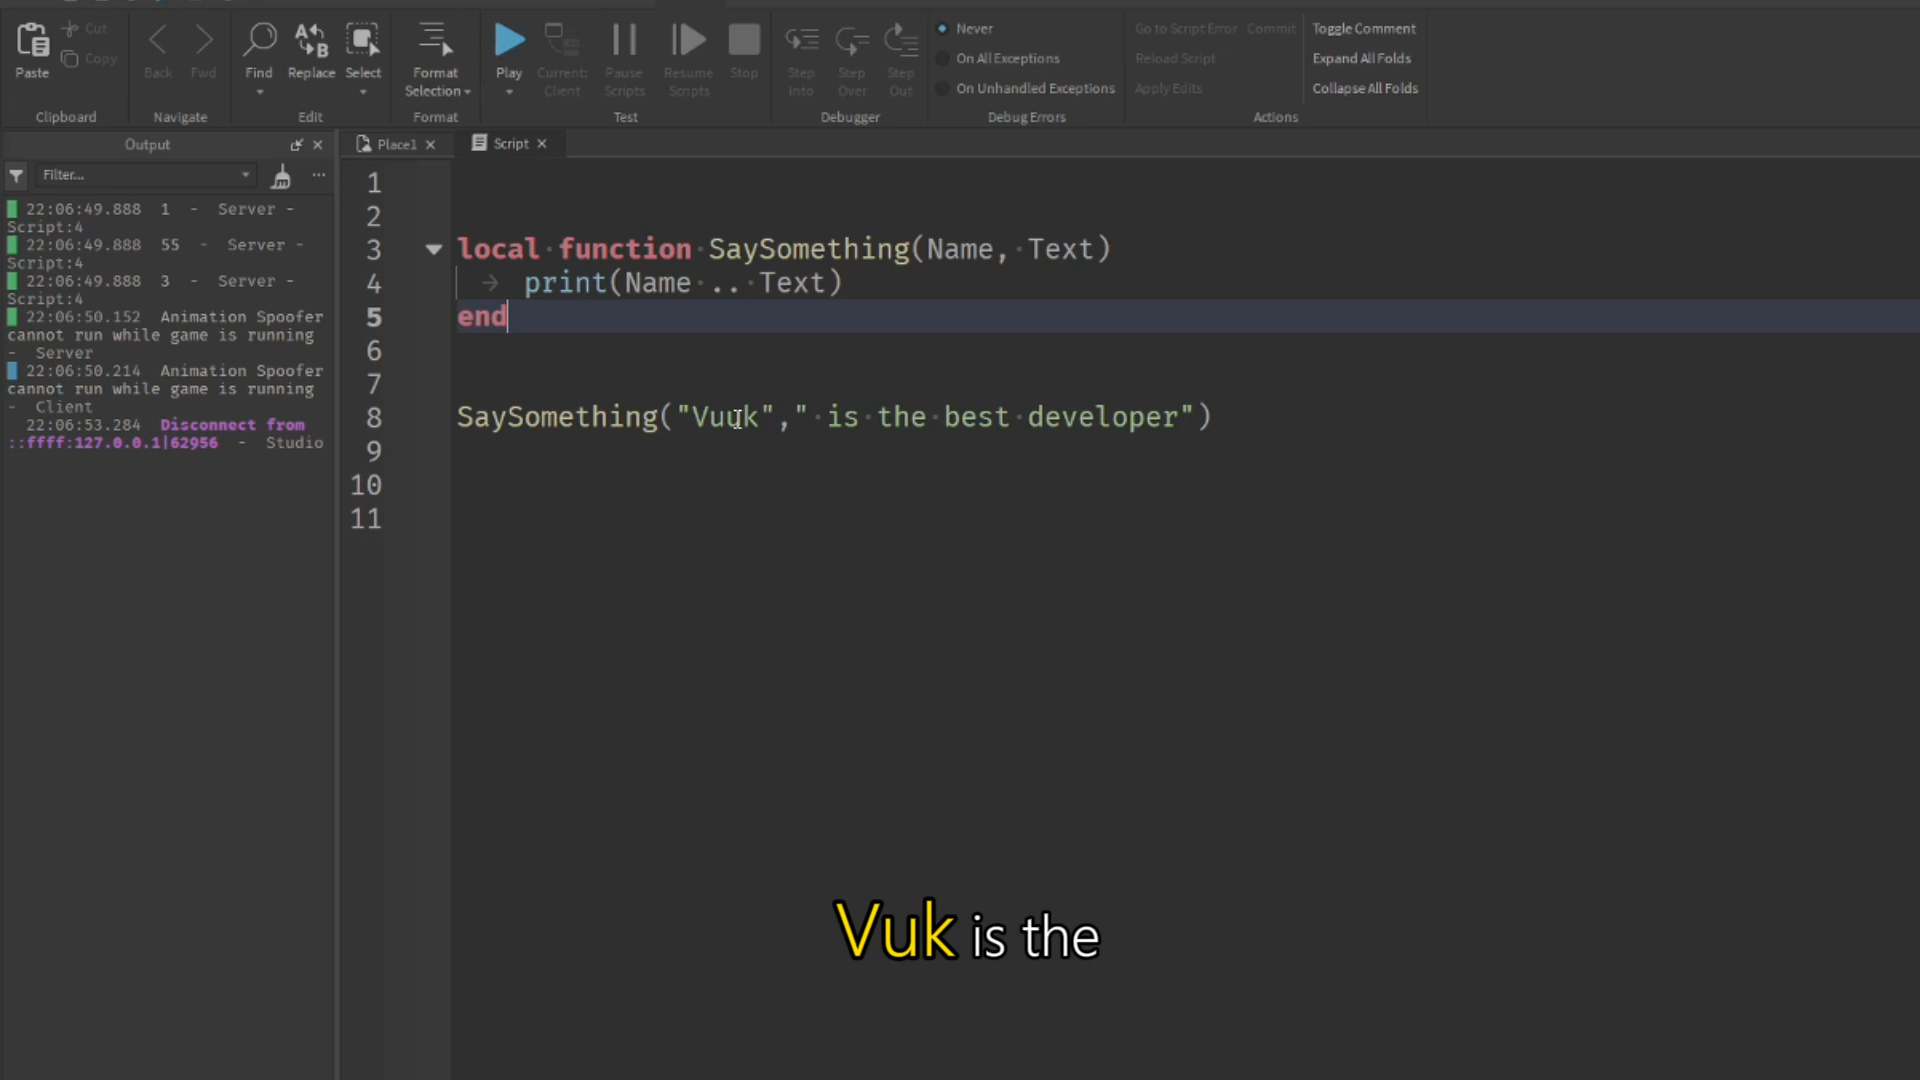 Paste
Cut
Copy
Clipboard
Back
Fwd
Navigate
Find
Replace
Select
Edit
Format
Selection
Format
Play
Current:
Client
Pause
Scripts
Resume
Scripts
Stop
Test
Step
Into
Step
Over
Step
Out
Debugger
Never
On All Exceptions
On Unhandled Exceptions
Debug Errors
Go to Script Error
Commit
Reload Script
Apply Edits
Toggle Comment
Expand All Folds
Collapse All Folds
Actions
Output
Place1
Script
Filter...
22:06:49.888 1 - Server -
Script:4
22:06:49.888 55 - Server -
Script:4
22:06:49.888 3 - Server -
Script:4
22:06:50.152 Animation Spoofer
cannot run while game is running
- Server
22:06:50.214 Animation Spoofer
cannot run while game is running
- Client
22:06:53.284 Disconnect from
::ffff:127.0.0.1|62956 - Studio
1
2
3 local function SaySomething(Name, Text)
4 print(Name .. Text)
5 end
6
7
8 SaySomething("Vuuk"," is the best developer")
9
10
11
Vuk is the